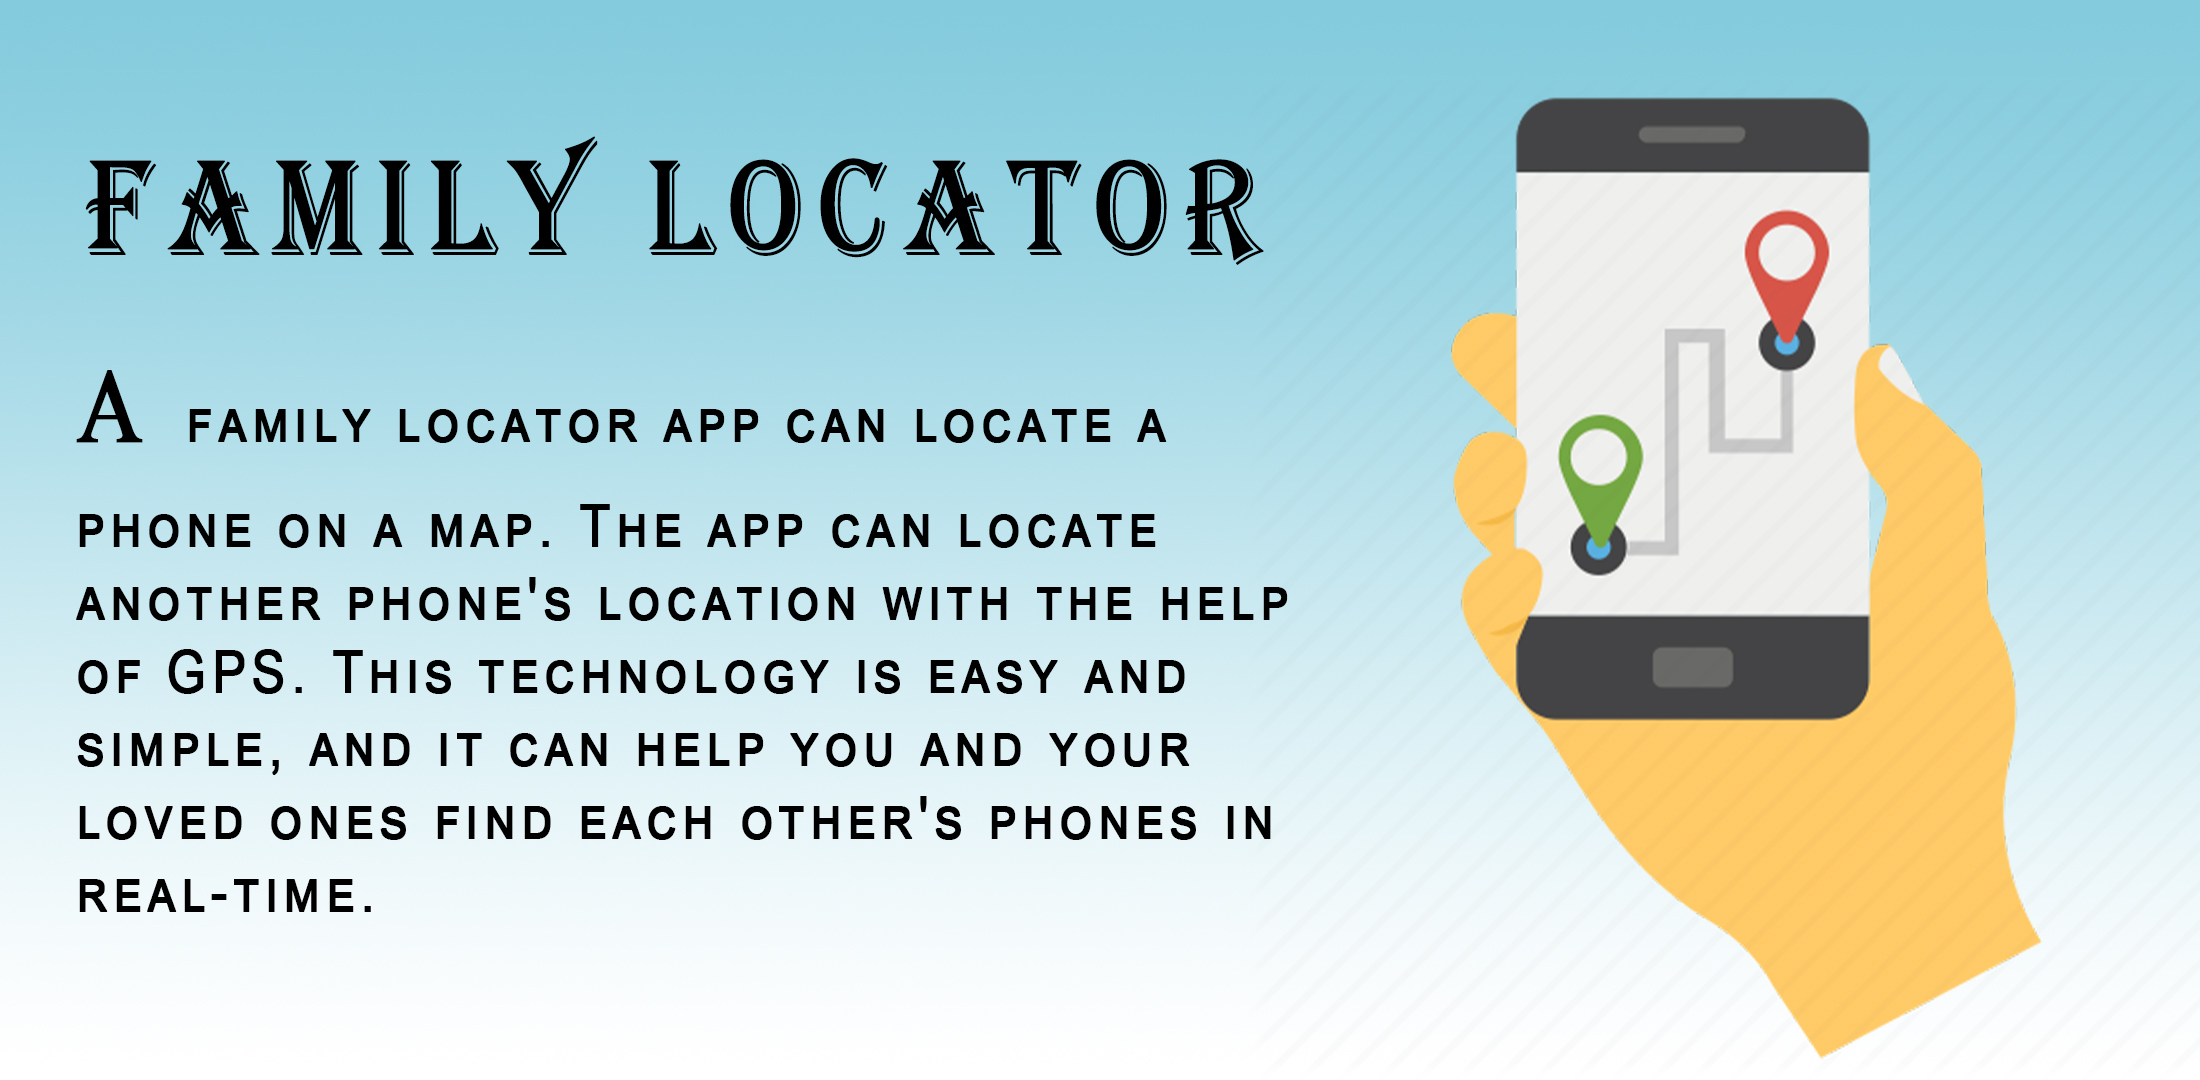 FAMILY LOCATOR
A FAMILY LOCATOR APP CAN LOCATE A
PHONE ON A MAP. THE APP CAN LOCATE
ANOTHER PHONE'S LOCATION WITH THE HELP
OF GPS. THIS TECHNOLOGY IS EASY AND
SIMPLE, AND IT CAN HELP YOU AND YOUR
LOVED ONES FIND EACH OTHER'S PHONES IN
REAL-TIME.